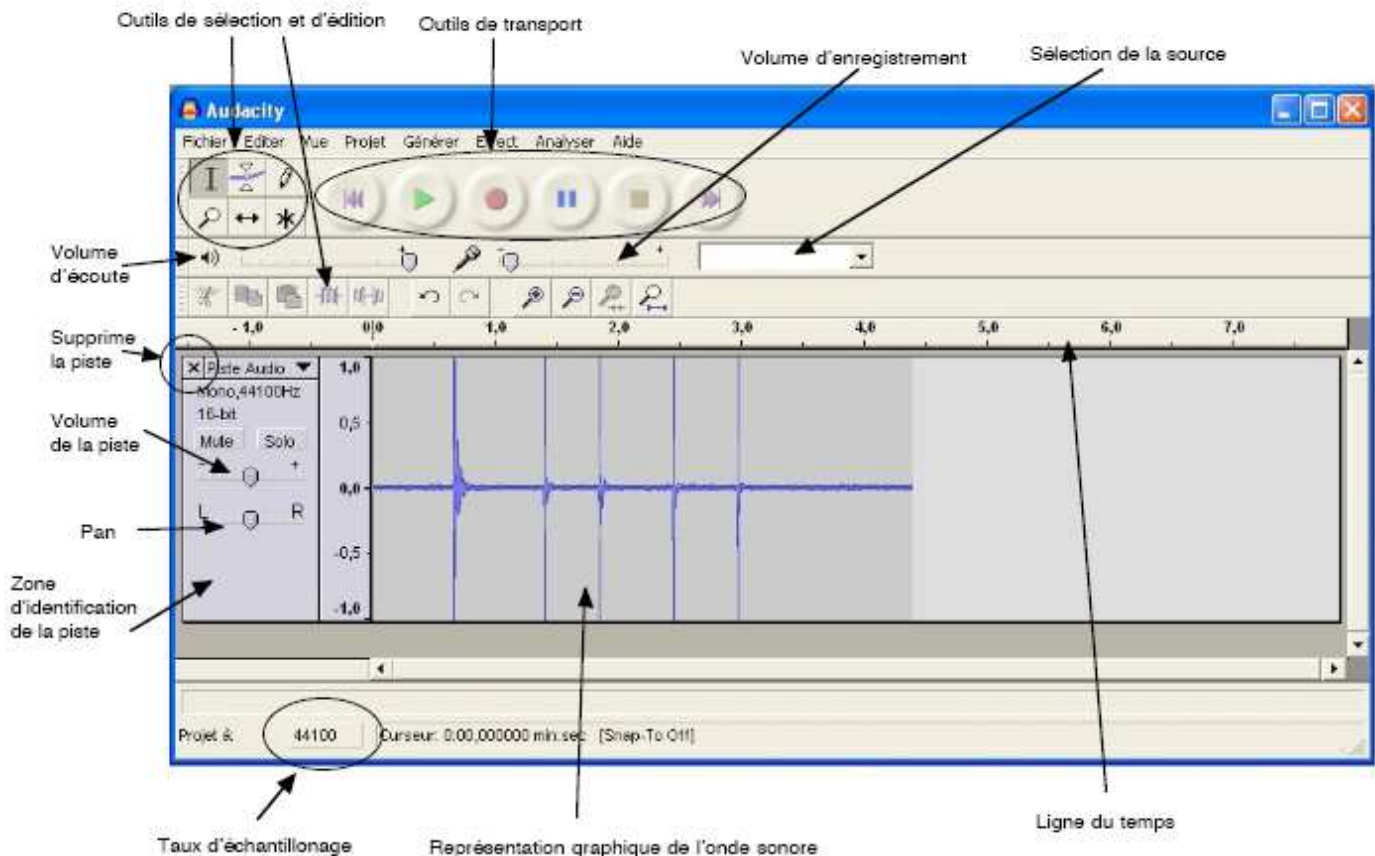 Outils de sélection et d'édition
Outils de transport
Volume d'enregistrement
Sélection de la source
Audacity
Fichier Editer Vue Projet Générer Effect Analyser Aide
Volume
d'écoute
- +
- 1,0 0,0 1,0 2,0 3,0 4,0 5,0 6,0 7,0
Supprime
la piste
X Piste Audio
Mono,44100Hz
16-bit
Mute Solo
- +
L R
1,0
0,5
0,0
-0,5
-1,0
Volume
de la piste
Pan
Zone
d'identification
de la piste
Projet à: 44100 Curseur: 0:00,000000 min:sec [Snap-To Off]
Taux d'échantillonage
Représentation graphique de l'onde sonore
Ligne du temps